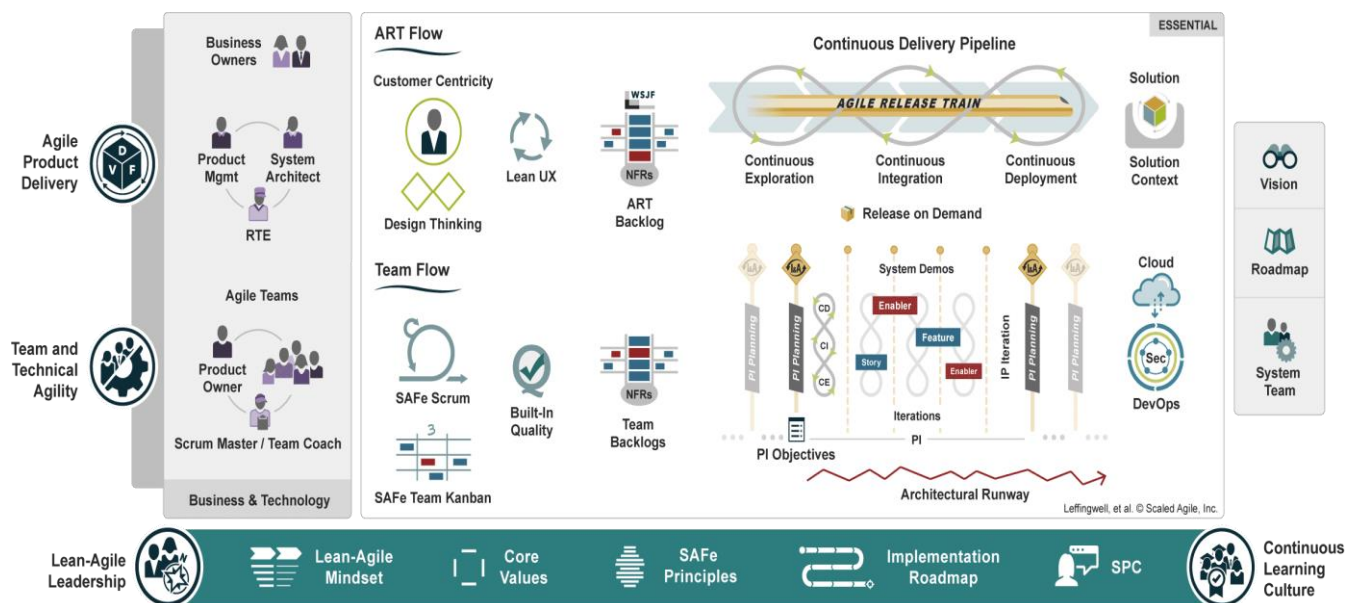 Agile
Product
Delivery
D
V F
Team and
Technical
Agility
Business
Owners
Product
Mgmt
System
Architect
RTE
Agile Teams
Product
Owner
Scrum Master / Team Coach
Business & Technology
ESSENTIAL
ART Flow
Customer Centricity
Design Thinking
Lean UX
WSJF
NFRs
ART
Backlog
Continuous Delivery Pipeline
AGILE RELEASE TRAIN
Continuous
Exploration
Continuous
Integration
Continuous
Deployment
Release on Demand
Solution
Solution
Context
Team Flow
SAFe Scrum
3
SAFe Team Kanban
Built-In
Quality
NFRs
Team
Backlogs
I&A
I&A
I&A
I&A
PI Planning
PI Planning
PI Planning
PI Planning
System Demos
CD
CI
CE
Enabler
Feature
Story
Enabler
IP Iteration
Iterations
PI
PI Objectives
Architectural Runway
Cloud
Sec
DevOps
Leffingwell, et al. © Scaled Agile, Inc.
Vision
Roadmap
System
Team
Lean-Agile
Leadership
Lean-Agile
Mindset
Core
Values
SAFe
Principles
Implementation
Roadmap
SPC
Continuous
Learning
Culture